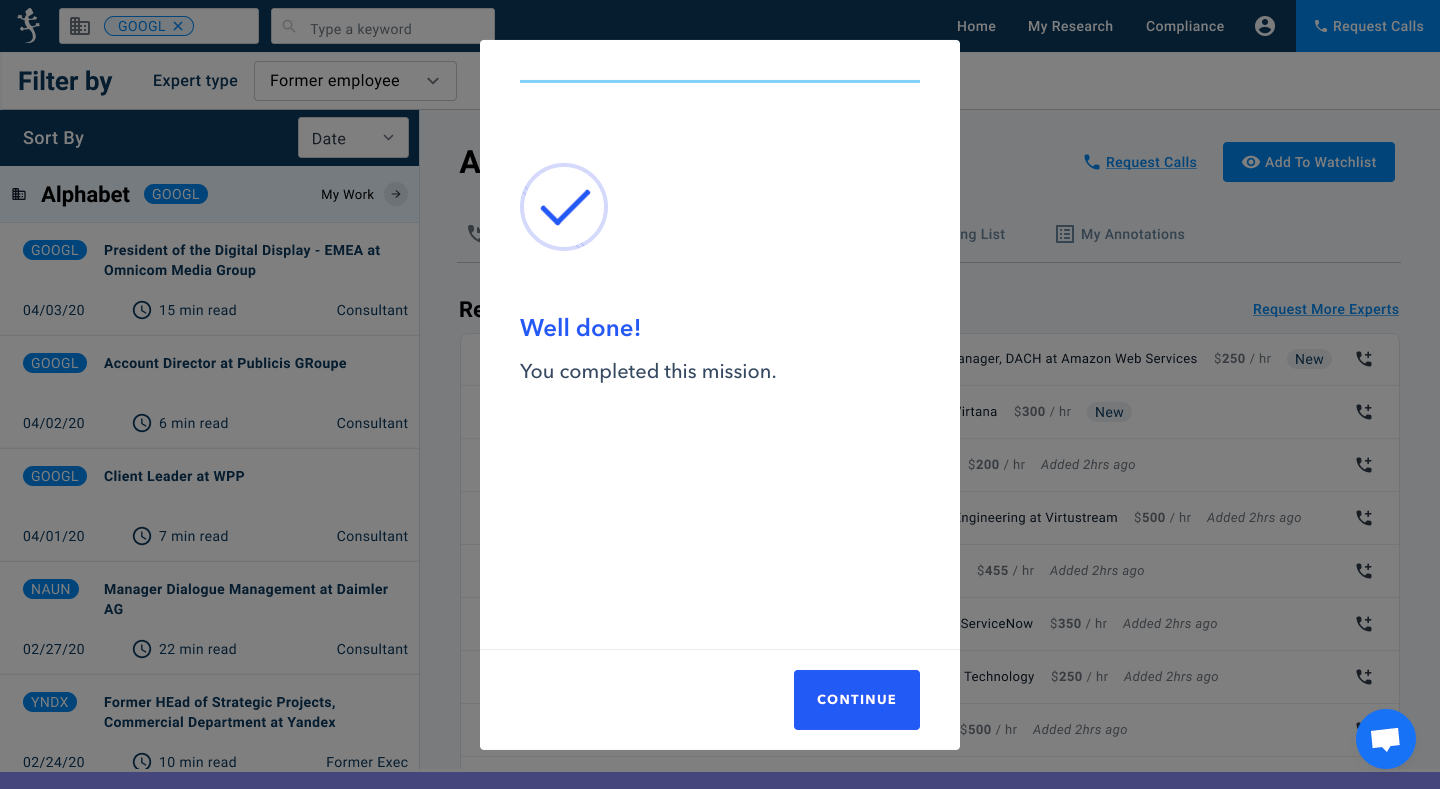 GOOGL ✕
Type a keyword
Home
My Research
Compliance
Request Calls
Filter by
Expert type
Former employee
Sort By
Date
Alphabet
GOOGL
My Work
GOOGL
President of the Digital Display - EMEA at
Omnicom Media Group
04/03/20
15 min read
Consultant
GOOGL
Account Director at Publicis GRoupe
04/02/20
6 min read
Consultant
GOOGL
Client Leader at WPP
04/01/20
7 min read
Consultant
NAUN
Manager Dialogue Management at Daimler
AG
02/27/20
22 min read
Consultant
YNDX
Former HEad of Strategic Projects,
Commercial Department at Yandex
02/24/20
10 min read
Former Exec
Request Calls
Add To Watchlist
List
My Annotations
Request More Experts
DACH at Amazon Web Services
$250 / hr
New
$300 / hr
New
$200 / hr
Added 2hrs ago
Engineering at Virtustream
$500 / hr
Added 2hrs ago
$455 / hr
Added 2hrs ago
ServiceNow
$350 / hr
Added 2hrs ago
Technology
$250 / hr
Added 2hrs ago
$500 / hr
Added 2hrs ago
Well done!
You completed this mission.
CONTINUE